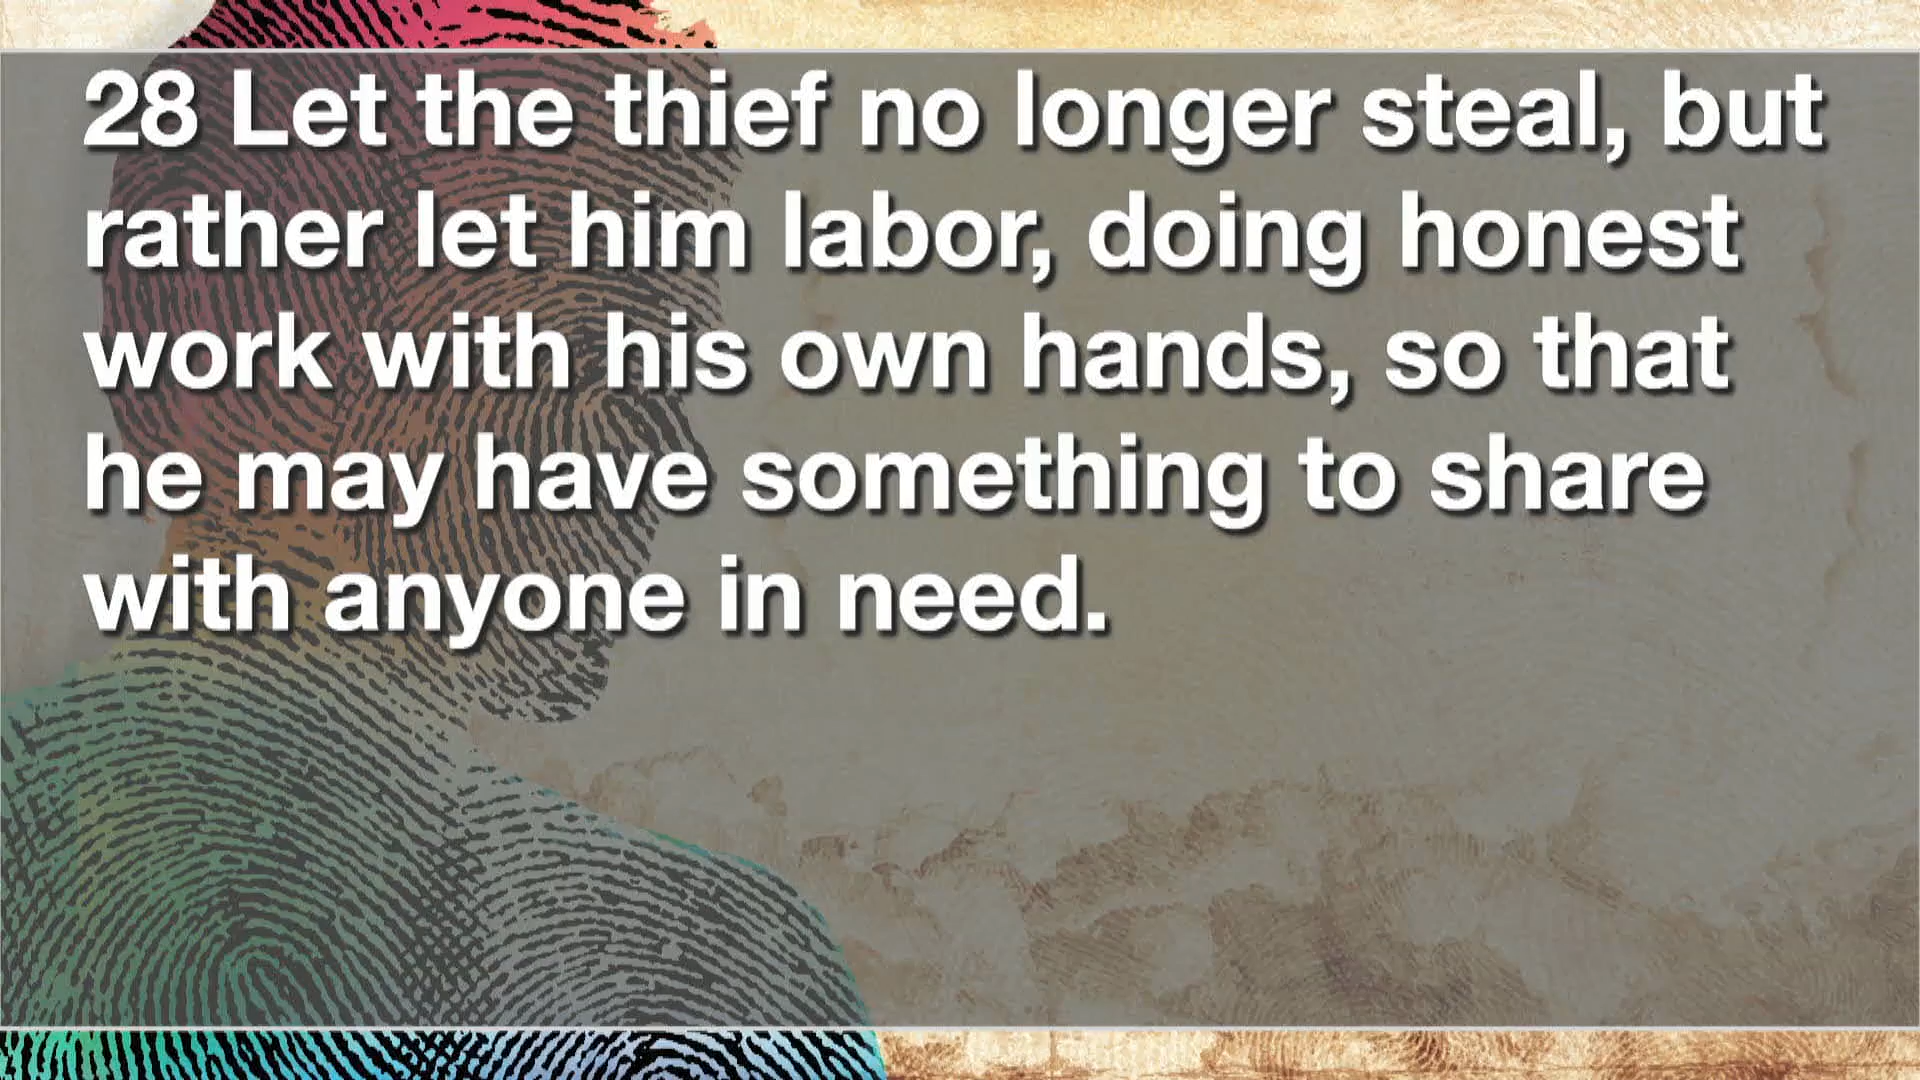 28 Let the thief no longer steal, but
rather let him labor, doing honest
work with his own hands, so that
he may have something to share
with anyone in need.